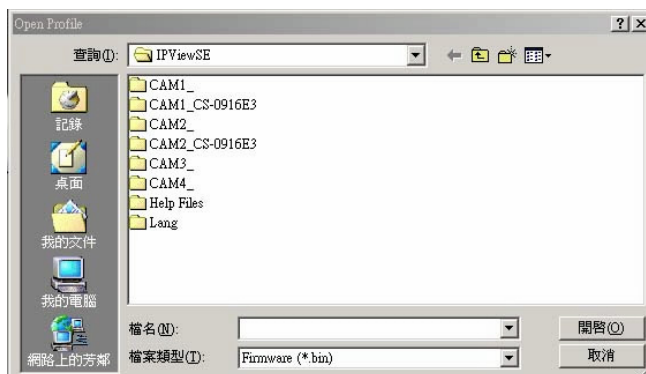 Open Profile
查詢(I):
IPViewSE
記錄
桌面
我的文件
我的電腦
網路上的芳鄰
CAM1_
CAM1_CS-0916E3
CAM2_
CAM2_CS-0916E3
CAM3_
CAM4_
Help Files
Lang
檔名(N):
開啓(O)
檔案類型(T):
Firmware (*.bin)
取消